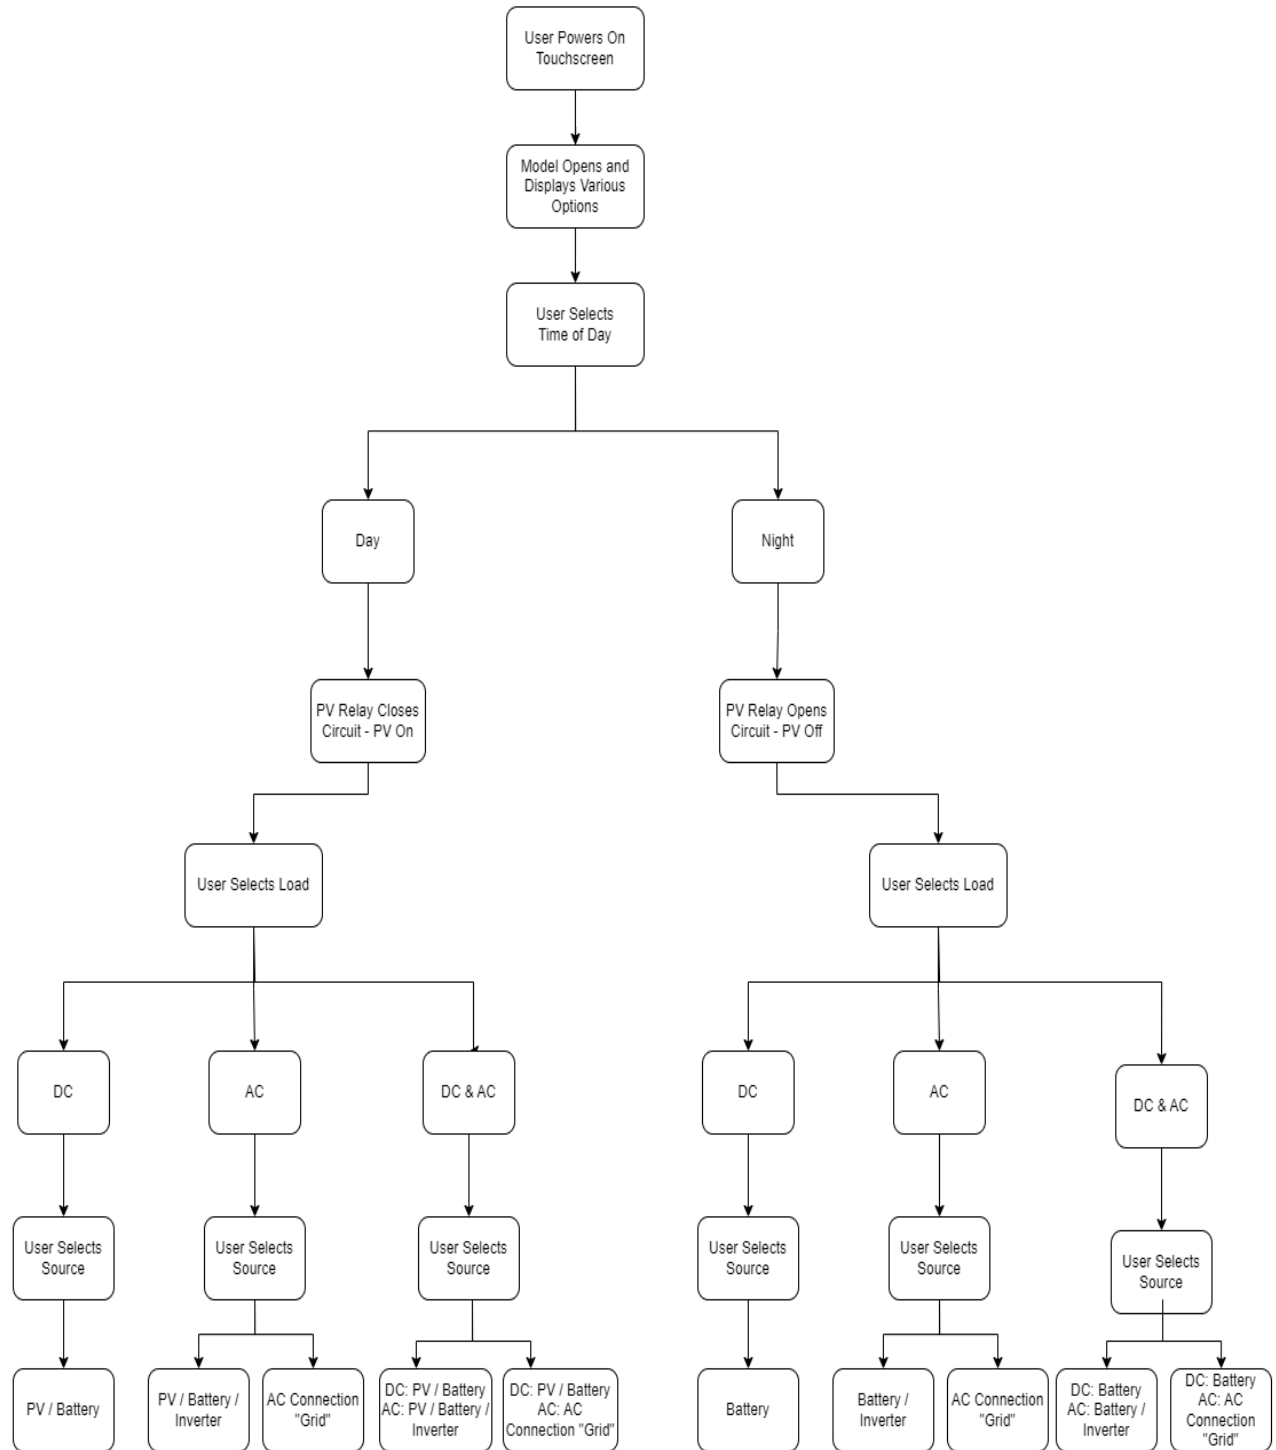 User Powers On
Touchscreen
Model Opens and
Displays Various
Options
User Selects
Time of Day
Day
Night
PV Relay Closes
Circuit - PV On
PV Relay Opens
Circuit - PV Off
User Selects Load
User Selects Load
DC
AC
DC & AC
DC
AC
DC & AC
User Selects
Source
User Selects
Source
User Selects
Source
User Selects
Source
User Selects
Source
User Selects
Source
PV / Battery
PV / Battery /
Inverter
AC Connection
"Grid"
DC: PV / Battery
AC: PV / Battery /
Inverter
DC: PV / Battery
AC: AC
Connection "Grid"
Battery
Battery /
Inverter
AC Connection
"Grid"
DC: Battery
AC: Battery /
Inverter
DC: Battery
AC: AC
Connection
"Grid"